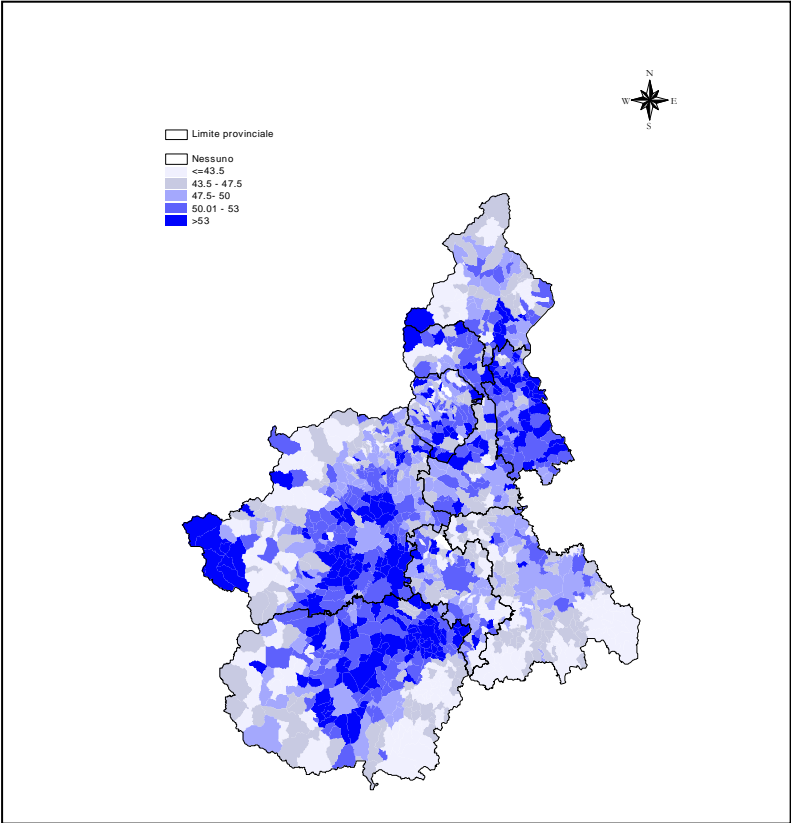 N
W E
S
Limite provinciale
Nessuno
<=43.5
43.5 - 47.5
47.5- 50
50.01 - 53
>53